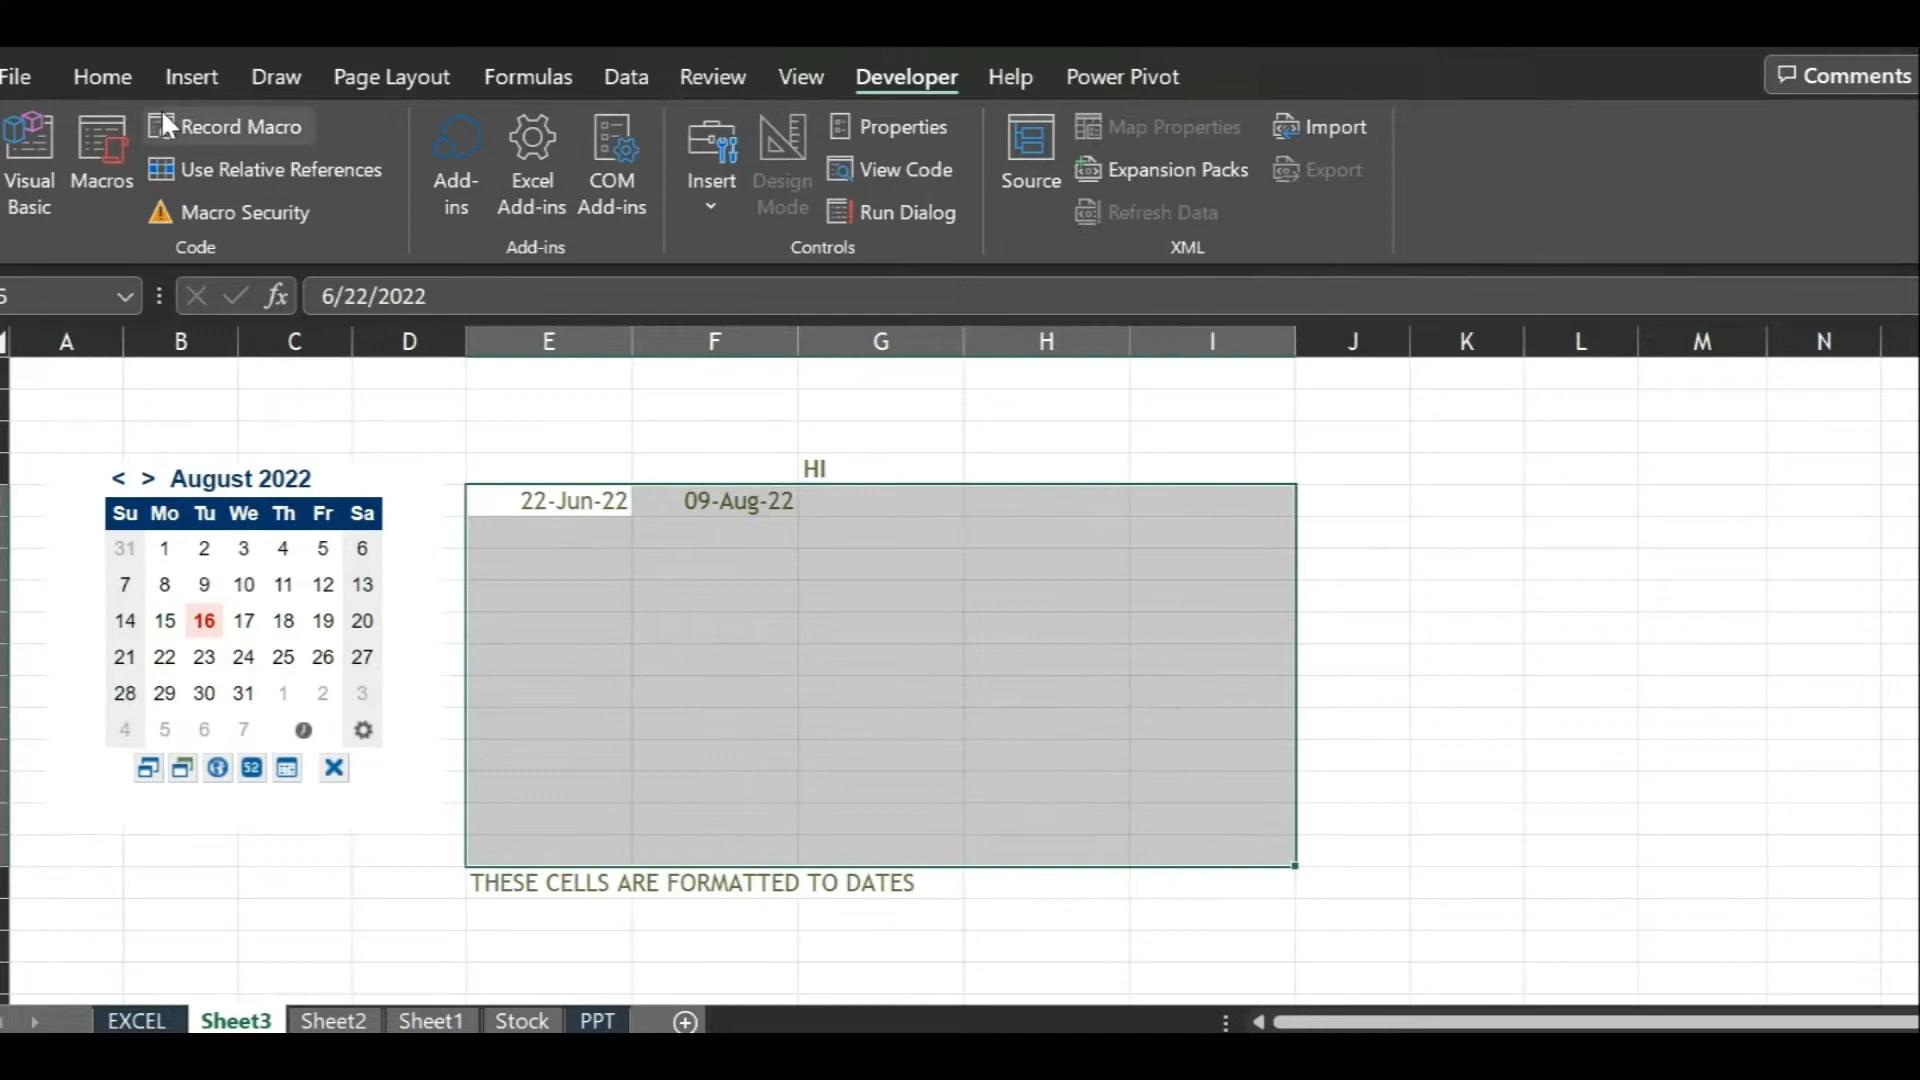 File Home Insert Draw Page Layout Formulas Data Review View Developer Help Power Pivot Comments
Visual Basic
Macros
Record Macro
Use Relative References
Macro Security
Code
Add-ins
Excel Add-ins
COM Add-ins
Add-ins
Insert
Design Mode
Properties
View Code
Run Dialog
Controls
Source
Map Properties
Expansion Packs
Refresh Data
Import
Export
XML
5 fx 6/22/2022
A B C D E F G H I J K L M N
HI
22-Jun-22 09-Aug-22
THESE CELLS ARE FORMATTED TO DATES
< > August 2022
Su Mo Tu We Th Fr Sa
31 1 2 3 4 5 6
7 8 9 10 11 12 13
14 15 16 17 18 19 20
21 22 23 24 25 26 27
28 29 30 31 1 2 3
4 5 6 7
52
EXCEL Sheet3 Sheet2 Sheet1 Stock PPT